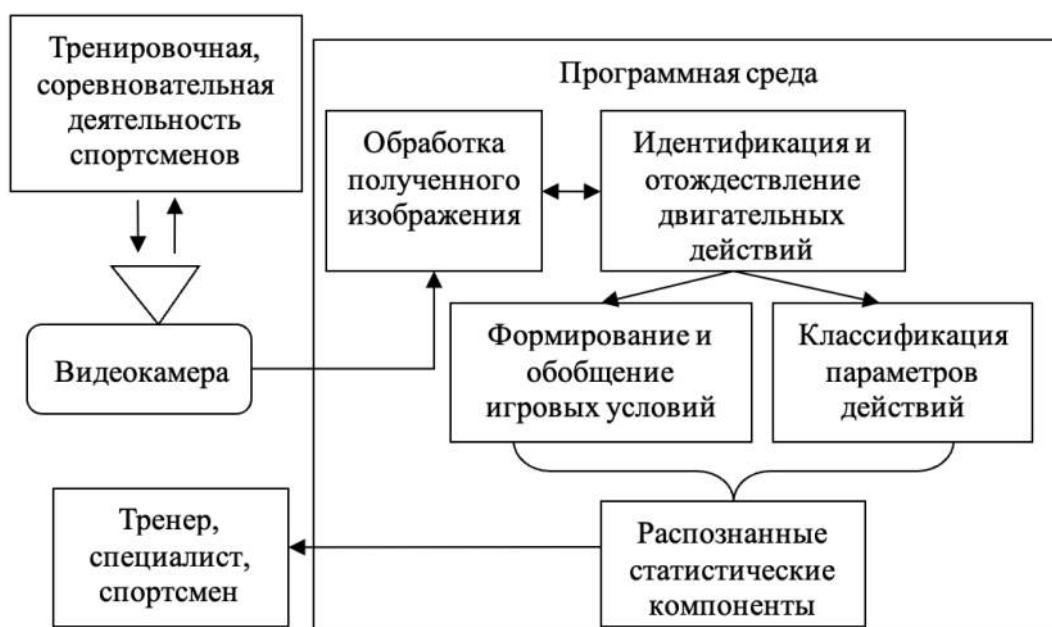 Тренировочная,
соревновательная
деятельность
спортсменов
Программная среда
Обработка
полученного
изображения
Идентификация и
отождествление
двигательных
действий
Видеокамера
Формирование и
обобщение
игровых условий
Классификация
параметров
действий
Тренер,
специалист,
спортсмен
Распознанные
статистические
компоненты